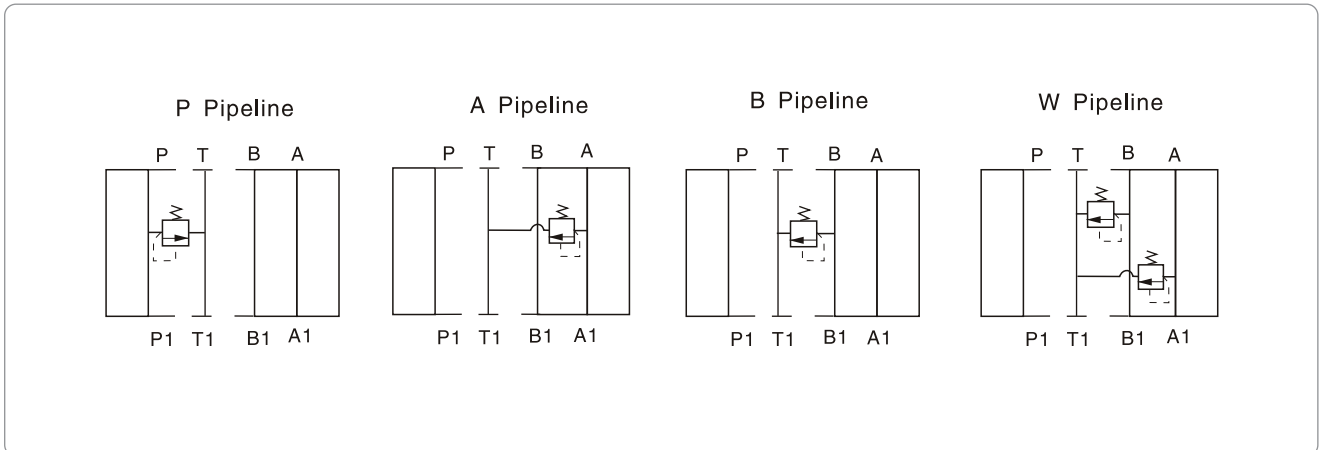 P Pipeline
P T B A
P1 T1 B1 A1
A Pipeline
P T B A
P1 T1 B1 A1
B Pipeline
P T B A
P1 T1 B1 A1
W Pipeline
P T B A
P1 T1 B1 A1